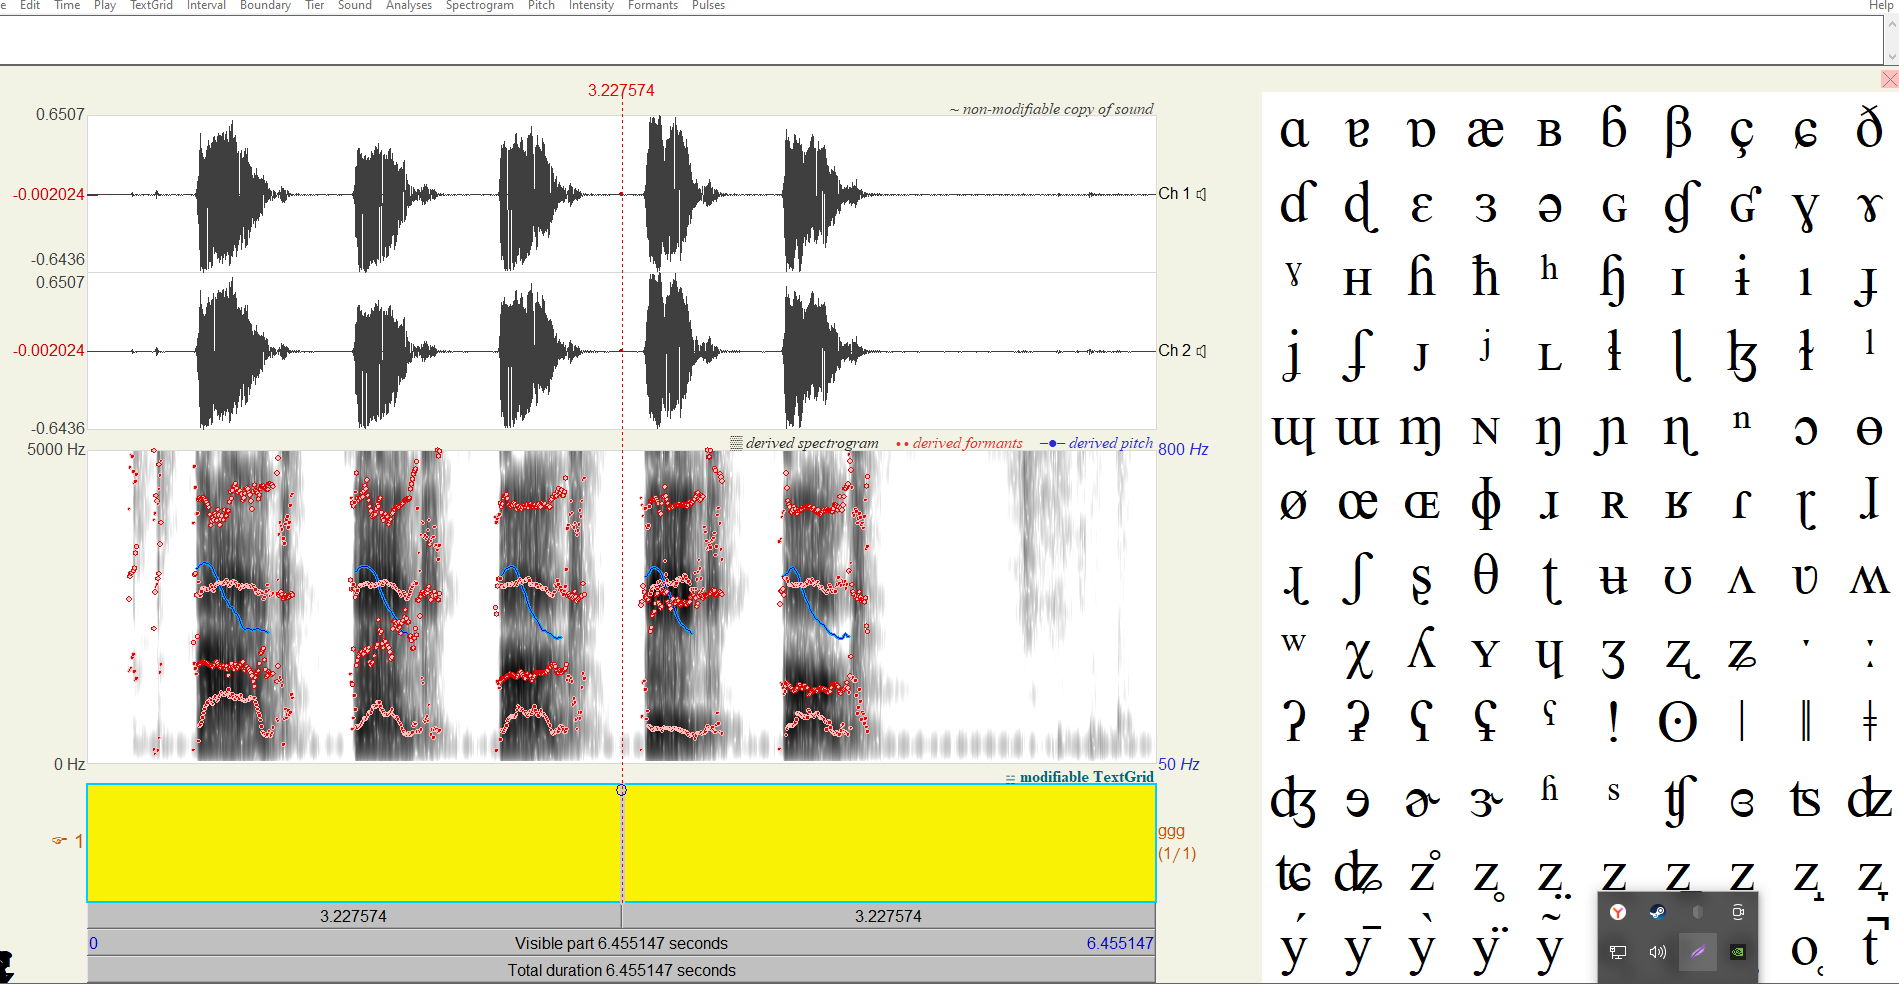 e Edit Time Play TextGrid Interval Boundary Tier Sound Analyses Spectrogram Pitch Intensity Formants Pulses Help
3.227574
~ non-modifiable copy of sound
0.6507
-0.002024
Ch 1
-0.6436
0.6507
-0.002024
Ch 2
-0.6436
derived spectrogram derived formants derived pitch
5000 Hz
800 Hz
0 Hz
50 Hz
modifiable TextGrid
1
ggg
(1/1)
3.227574 3.227574
0 Visible part 6.455147 seconds 6.455147
Total duration 6.455147 seconds
ɑ ɐ ɒ æ ʙ ɓ β ç ɕ ð
ɗ ɖ ɛ ɜ ə ɢ ɠ ʛ ɣ ɤ
ˠ ʜ ɦ ħ ʰ ɧ ɪ ɨ ı ɟ
ʝ ʄ ᴊ ʲ ʟ ɬ ɭ ɮ ɫ ˡ
ɰ ɯ ɱ ɴ ŋ ɲ ɳ ⁿ ɔ ɵ
ø œ ɶ ɸ ɹ ʀ ʁ ɾ ɽ ɺ
ɻ ʃ ʂ θ ʈ ʉ ʊ ʌ ʋ ʍ
ʷ χ ʎ ʏ ɥ ʒ ʐ ʑ ˑ ː
ʔ ʡ ʕ ʢ ˤ ǃ ʘ ǀ ǁ ǂ
ʤ ɘ ɚ ɝ ʱ ˢ ʧ ɞ ʦ ʣ
ʨ ʥ z̊ z̥ z̤ z z z z̞ z̩
ý ȳ ỳ ÿ ỹ o̜ t̚